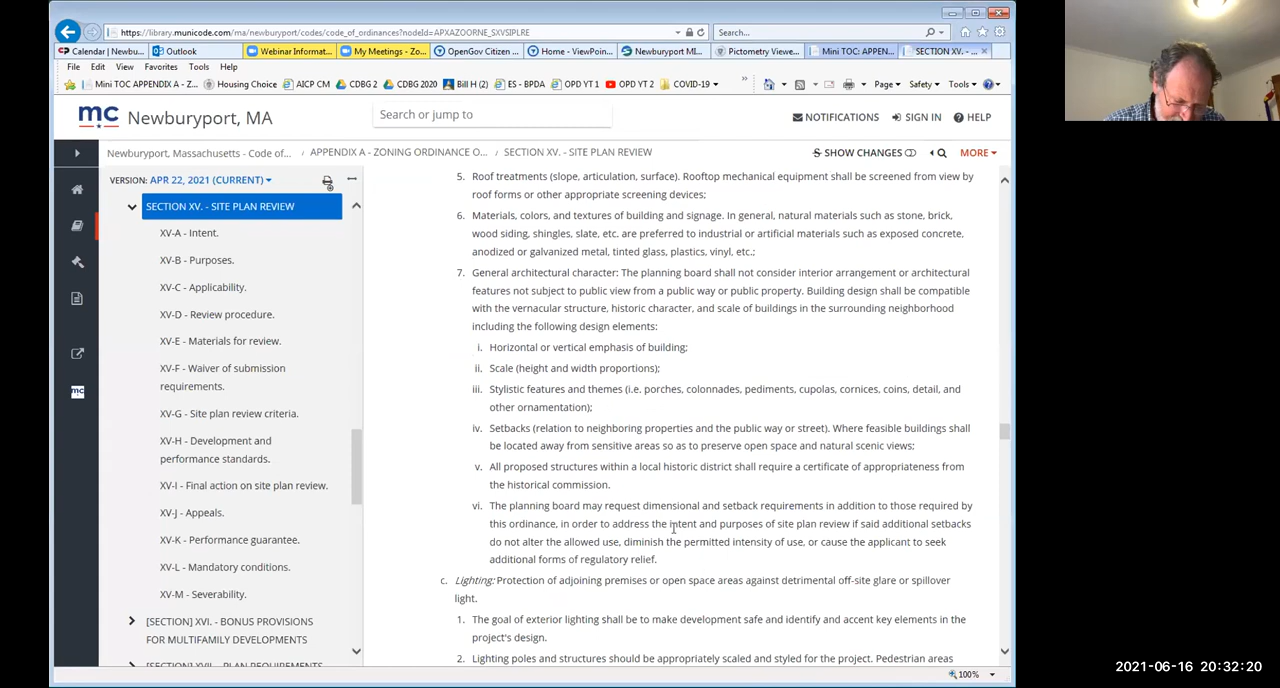 https://library.municode.com/ma/newburyport/codes/code_of_ordinances?nodeId=APXAZOORNE_SXVSIPLRE
Search...
Calendar | Newbu...
Outlook
Webinar Informat...
My Meetings - Zo...
OpenGov Citizen ...
Home - ViewPoin...
Newburyport MI...
Pictometry Viewe...
Mini TOC: APPEN...
SECTION XV. - ...
File Edit View Favorites Tools Help
Mini TOC APPENDIX A - Z...
Housing Choice
AICP CM
CDBG 2
CDBG 2020
Bill H (2)
ES - BPDA
OPD YT 1
OPD YT 2
COVID-19
Page
Safety
Tools
mc Newburyport, MA
Search or jump to
NOTIFICATIONS SIGN IN HELP
Newburyport, Massachusetts - Code of...
APPENDIX A - ZONING ORDINANCE O...
SECTION XV. - SITE PLAN REVIEW
SHOW CHANGES
MORE
VERSION: APR 22, 2021 (CURRENT)
SECTION XV. - SITE PLAN REVIEW
XV-A - Intent.
XV-B - Purposes.
XV-C - Applicability.
XV-D - Review procedure.
XV-E - Materials for review.
XV-F - Waiver of submission
requirements.
XV-G - Site plan review criteria.
XV-H - Development and
performance standards.
XV-I - Final action on site plan review.
XV-J - Appeals.
XV-K - Performance guarantee.
XV-L - Mandatory conditions.
XV-M - Severability.
[SECTION] XVI. - BONUS PROVISIONS
FOR MULTIFAMILY DEVELOPMENTS
[SECTION] XVII. - PLAN REQUIREMENTS
mc
5. Roof treatments (slope, articulation, surface). Rooftop mechanical equipment shall be screened from view by
roof forms or other appropriate screening devices;
6. Materials, colors, and textures of building and signage. In general, natural materials such as stone, brick,
wood siding, shingles, slate, etc. are preferred to industrial or artificial materials such as exposed concrete,
anodized or galvanized metal, tinted glass, plastics, vinyl, etc.;
7. General architectural character: The planning board shall not consider interior arrangement or architectural
features not subject to public view from a public way or public property. Building design shall be compatible
with the vernacular structure, historic character, and scale of buildings in the surrounding neighborhood
including the following design elements:
i. Horizontal or vertical emphasis of building;
ii. Scale (height and width proportions);
iii. Stylistic features and themes (i.e. porches, colonnades, pediments, cupolas, cornices, coins, detail, and
other ornamentation);
iv. Setbacks (relation to neighboring properties and the public way or street). Where feasible buildings shall
be located away from sensitive areas so as to preserve open space and natural scenic views;
v. All proposed structures within a local historic district shall require a certificate of appropriateness from
the historical commission.
vi. The planning board may request dimensional and setback requirements in addition to those required by
this ordinance, in order to address the intent and purposes of site plan review if said additional setbacks
do not alter the allowed use, diminish the permitted intensity of use, or cause the applicant to seek
additional forms of regulatory relief.
c. Lighting: Protection of adjoining premises or open space areas against detrimental off-site glare or spillover
light.
1. The goal of exterior lighting shall be to make development safe and identify and accent key elements in the
project's design.
2. Lighting poles and structures should be appropriately scaled and styled for the project. Pedestrian areas
100%
2021-06-16 20:32:20